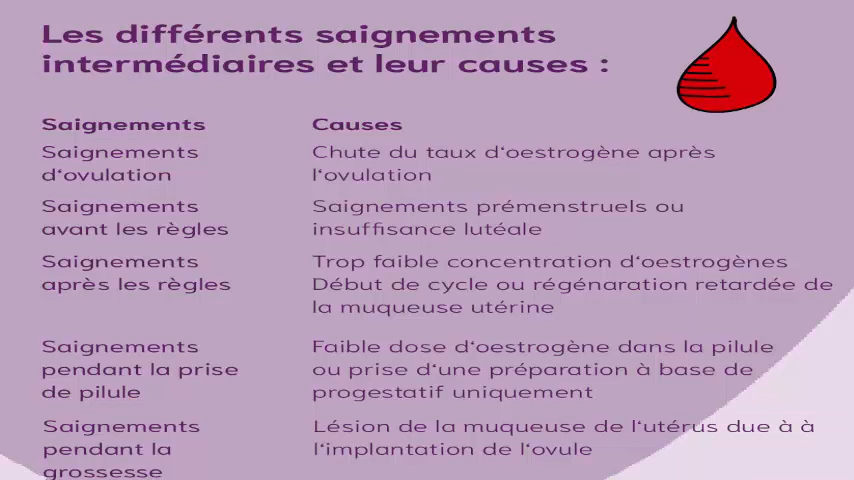 Les différents saignements
intermédiaires et leur causes :
Saignements Causes
Saignements Chute du taux d‘oestrogène après
d‘ovulation l‘ovulation
Saignements Saignements prémenstruels ou
avant les règles insuffisance lutéale
Saignements Trop faible concentration d‘oestrogènes
après les règles Début de cycle ou régénaration retardée de
la muqueuse utérine
Saignements Faible dose d‘oestrogène dans la pilule
pendant la prise ou prise d‘une préparation à base de
de pilule progestatif uniquement
Saignements Lésion de la muqueuse de l‘utérus due à à
pendant la l‘implantation de l‘ovule
grossesse